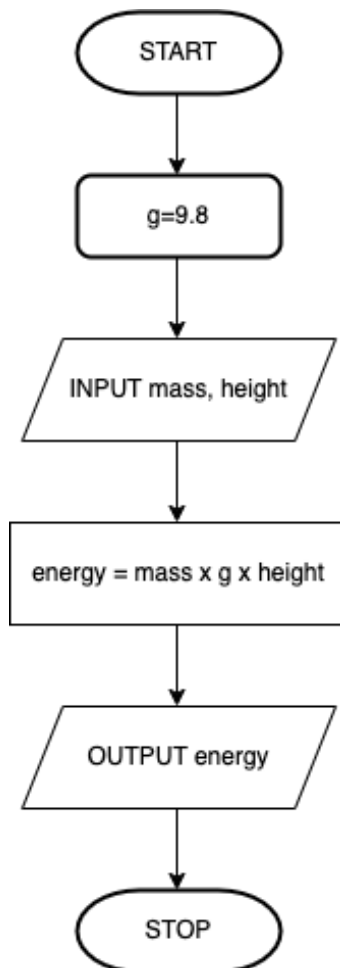 START
g=9.8
INPUT mass, height
energy = mass x g x height
OUTPUT energy
STOP